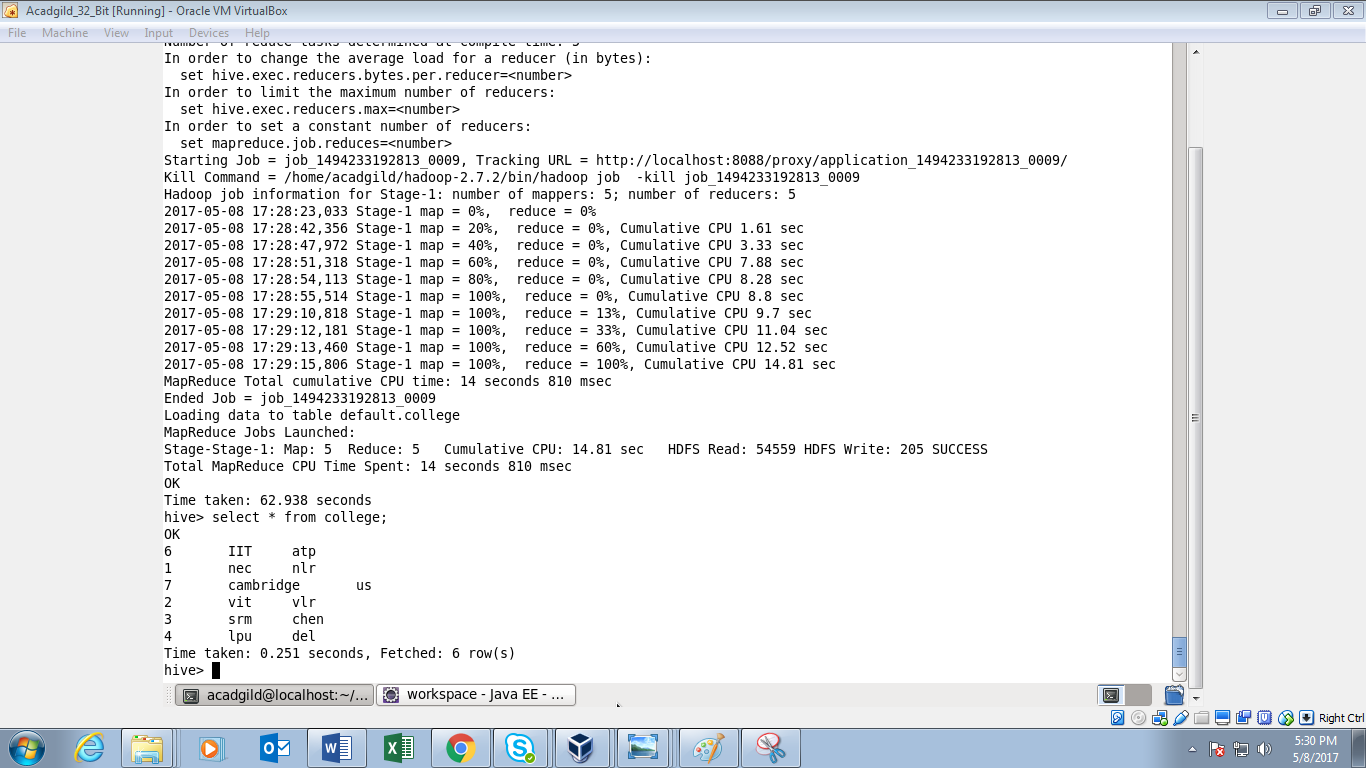 Acadgild_32_Bit [Running] - Oracle VM VirtualBox
File Machine View Input Devices Help
Number of reduce tasks determined at compile time: 5
In order to change the average load for a reducer (in bytes):
  set hive.exec.reducers.bytes.per.reducer=<number>
In order to limit the maximum number of reducers:
  set hive.exec.reducers.max=<number>
In order to set a constant number of reducers:
  set mapreduce.job.reduces=<number>
Starting Job = job_1494233192813_0009, Tracking URL = http://localhost:8088/proxy/application_1494233192813_0009/
Kill Command = /home/acadgild/hadoop-2.7.2/bin/hadoop job  -kill job_1494233192813_0009
Hadoop job information for Stage-1: number of mappers: 5; number of reducers: 5
2017-05-08 17:28:23,033 Stage-1 map = 0%,  reduce = 0%
2017-05-08 17:28:42,356 Stage-1 map = 20%,  reduce = 0%, Cumulative CPU 1.61 sec
2017-05-08 17:28:47,972 Stage-1 map = 40%,  reduce = 0%, Cumulative CPU 3.33 sec
2017-05-08 17:28:51,318 Stage-1 map = 60%,  reduce = 0%, Cumulative CPU 7.88 sec
2017-05-08 17:28:54,113 Stage-1 map = 80%,  reduce = 0%, Cumulative CPU 8.28 sec
2017-05-08 17:28:55,514 Stage-1 map = 100%,  reduce = 0%, Cumulative CPU 8.8 sec
2017-05-08 17:29:10,818 Stage-1 map = 100%,  reduce = 13%, Cumulative CPU 9.7 sec
2017-05-08 17:29:12,181 Stage-1 map = 100%,  reduce = 33%, Cumulative CPU 11.04 sec
2017-05-08 17:29:13,460 Stage-1 map = 100%,  reduce = 60%, Cumulative CPU 12.52 sec
2017-05-08 17:29:15,806 Stage-1 map = 100%,  reduce = 100%, Cumulative CPU 14.81 sec
MapReduce Total cumulative CPU time: 14 seconds 810 msec
Ended Job = job_1494233192813_0009
Loading data to table default.college
MapReduce Jobs Launched:
Stage-Stage-1: Map: 5  Reduce: 5   Cumulative CPU: 14.81 sec   HDFS Read: 54559 HDFS Write: 205 SUCCESS
Total MapReduce CPU Time Spent: 14 seconds 810 msec
OK
Time taken: 62.938 seconds
hive> select * from college;
OK
6       IIT     atp
1       nec     nlr
7       cambridge       us
2       vit     vlr
3       srm     chen
4       lpu     del
Time taken: 0.251 seconds, Fetched: 6 row(s)
hive>
acadgild@localhost:~/... workspace - Java EE - ...
Right Ctrl
5:30 PM
5/8/2017